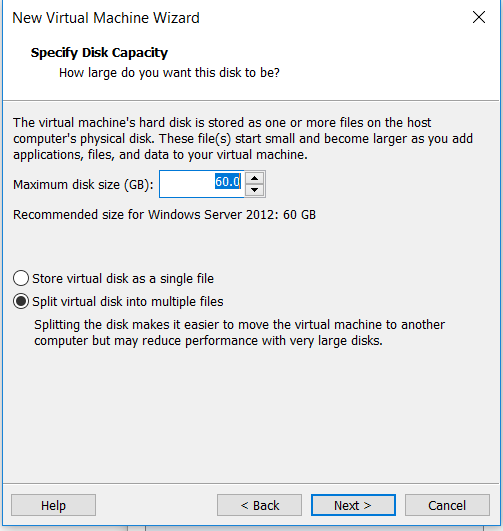 New Virtual Machine Wizard
Specify Disk Capacity
How large do you want this disk to be?
The virtual machine's hard disk is stored as one or more files on the host
computer's physical disk. These file(s) start small and become larger as you add
applications, files, and data to your virtual machine.
Maximum disk size (GB): 60.0
Recommended size for Windows Server 2012: 60 GB
Store virtual disk as a single file
Split virtual disk into multiple files
Splitting the disk makes it easier to move the virtual machine to another
computer but may reduce performance with very large disks.
Help < Back Next > Cancel